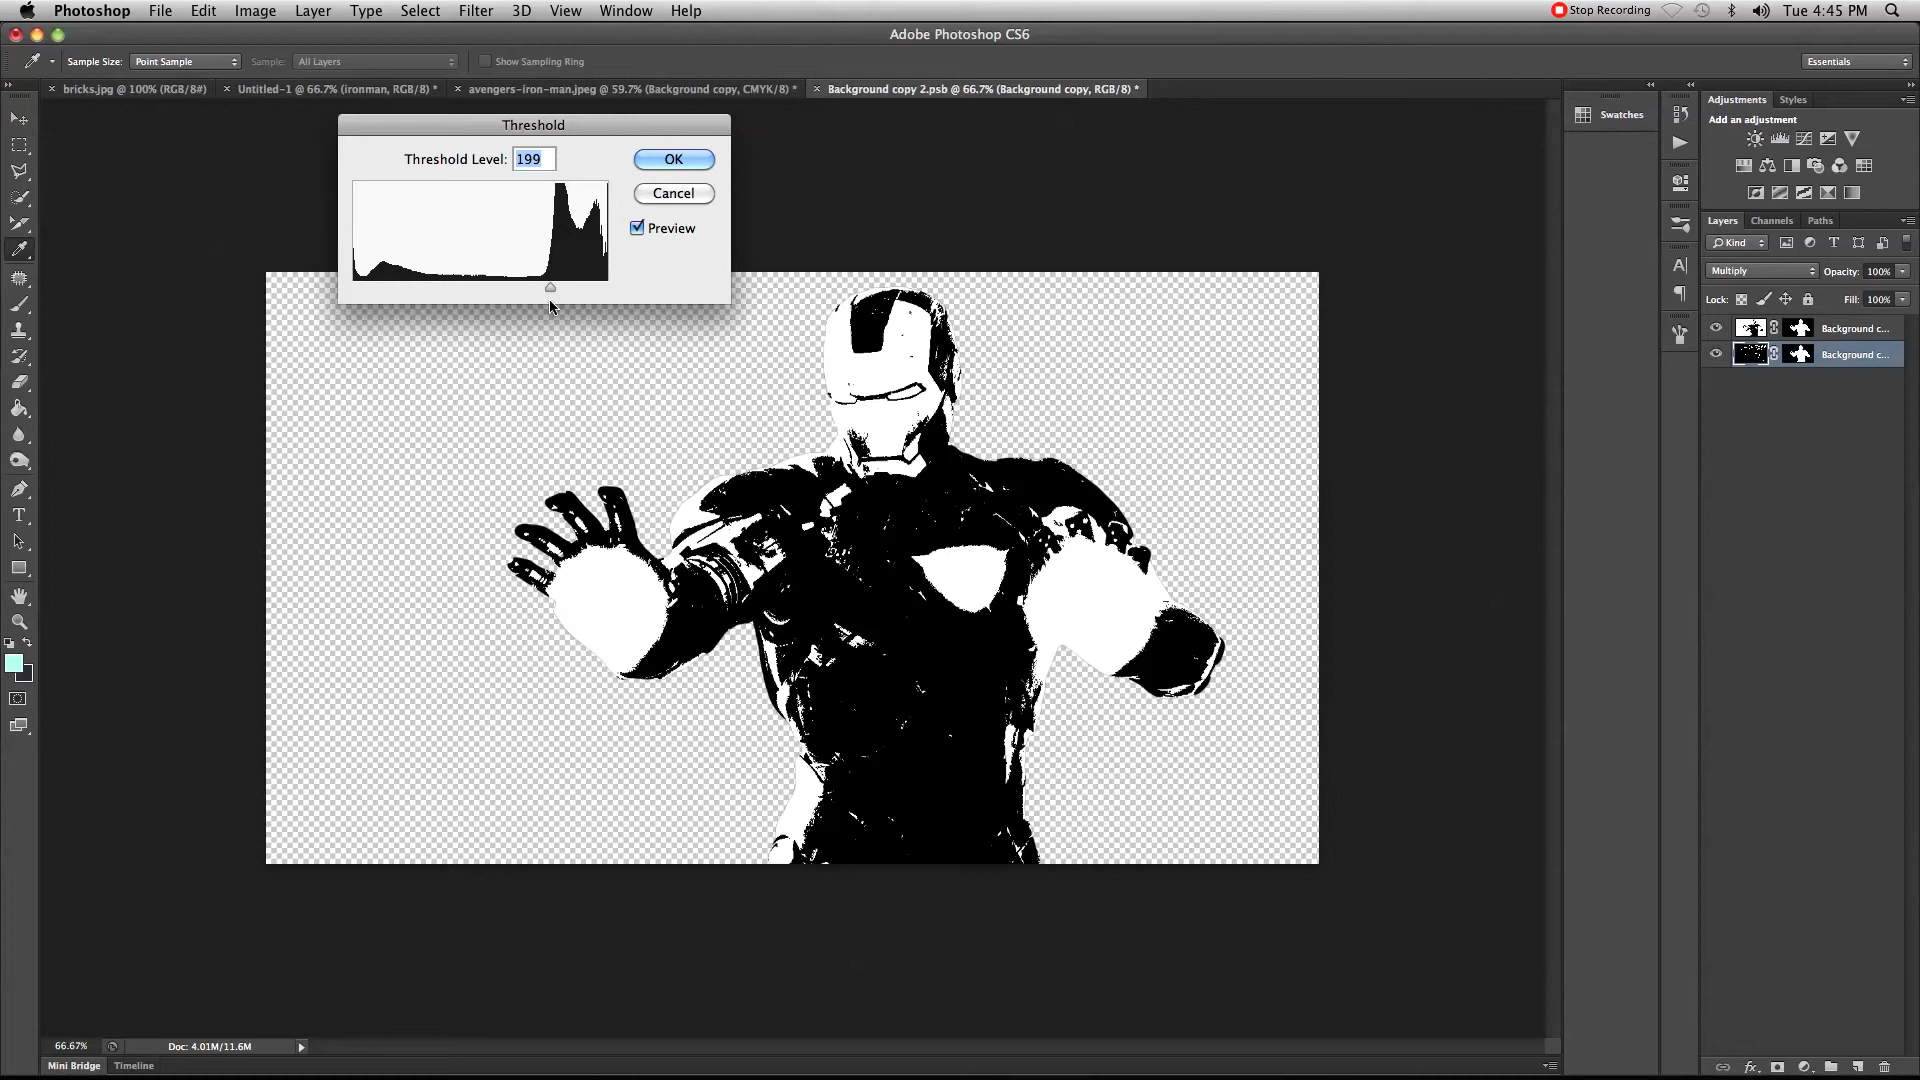 Photoshop File Edit Image Layer Type Select Filter 3D View Window Help Stop Recording Tue 4:45 PM
Adobe Photoshop CS6
Sample Size: Point Sample Sample: All Layers Show Sampling Ring Essentials
bricks.jpg @ 100% (RGB/8#) Untitled-1 @ 66.7% (ironman, RGB/8) * avengers-iron-man.jpeg @ 59.7% (Background copy, CMYK/8) * Background copy 2.psb @ 66.7% (Background copy, RGB/8) *
Threshold
Threshold Level: 199
OK
Cancel
Preview
Swatches
Adjustments Styles
Add an adjustment
Layers Channels Paths
Kind
Multiply Opacity: 100%
Lock: Fill: 100%
Background c...
Background c...
66.67% Doc: 4.01M/11.6M
Mini Bridge Timeline